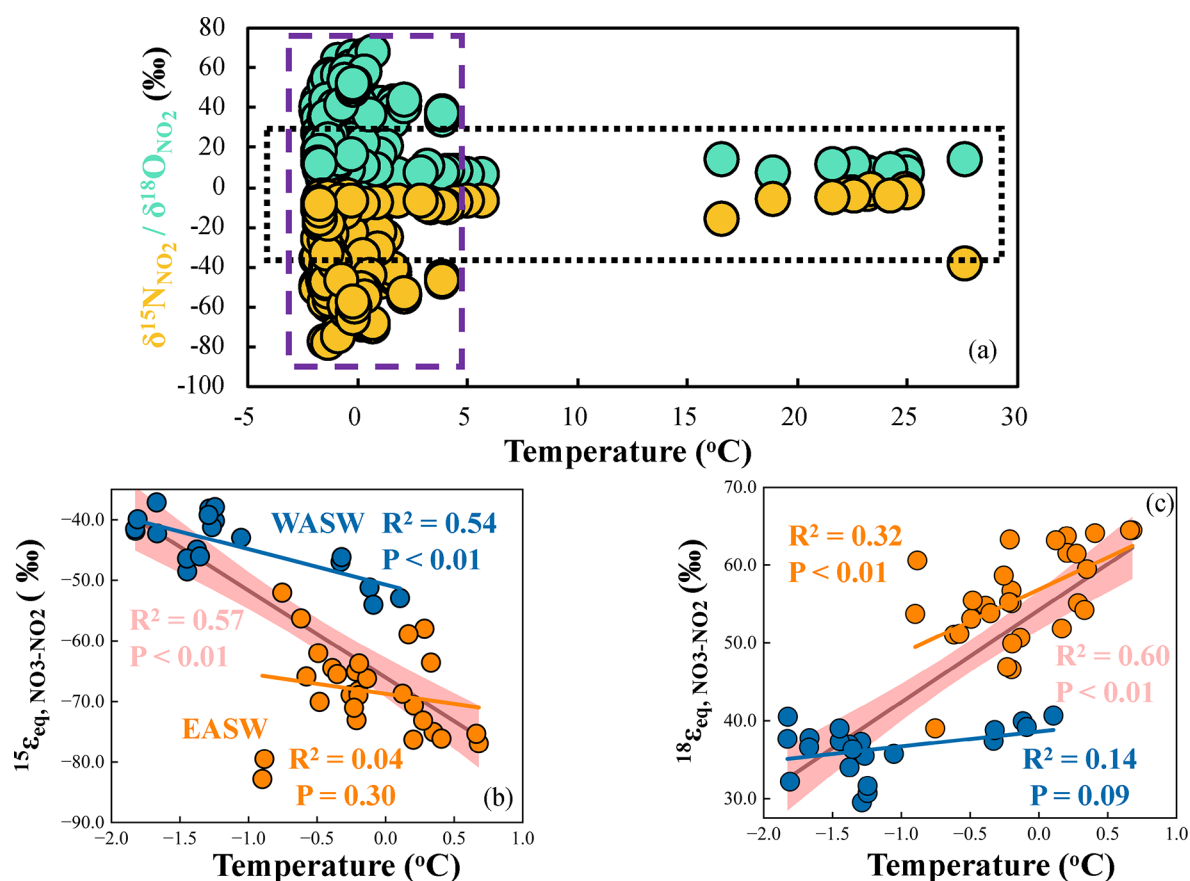 80
60
40
20
0
-20
-40
-60
-80
-100
δ15NNO2 / δ18ONO2 (‰)
(a)
-5 0 5 10 15 20 25 30
Temperature (oC)
−40.0
−50.0
−60.0
−70.0
−80.0
−90.0
15εeq, NO3-NO2 ( ‰)
WASW R2 = 0.54
P < 0.01
R2 = 0.57
P < 0.01
EASW
R2 = 0.04
P = 0.30
(b)
−2.0 −1.5 −1.0 −0.5 0.0 0.5 1.0
Temperature (oC)
70.0
60.0
50.0
40.0
30.0
18εeq, NO3-NO2 (‰)
(c)
R2 = 0.32
P < 0.01
R2 = 0.60
P < 0.01
R2 = 0.14
P = 0.09
−2.0 −1.5 −1.0 −0.5 0.0 0.5 1.0
Temperature (oC)